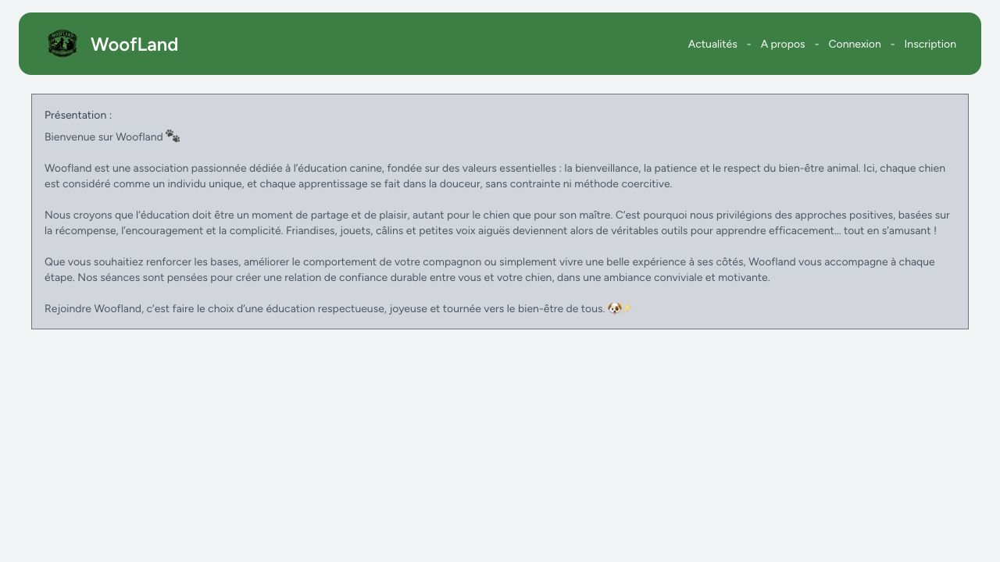 WOOFLAND
WoofLand
Actualités - A propos - Connexion - Inscription
Présentation :
Bienvenue sur Woofland 🐾
Woofland est une association passionnée dédiée à l’éducation canine, fondée sur des valeurs essentielles : la bienveillance, la patience et le respect du bien-être animal. Ici, chaque chien
est considéré comme un individu unique, et chaque apprentissage se fait dans la douceur, sans contrainte ni méthode coercitive.
Nous croyons que l’éducation doit être un moment de partage et de plaisir, autant pour le chien que pour son maître. C’est pourquoi nous privilégions des approches positives, basées sur
la récompense, l’encouragement et la complicité. Friandises, jouets, câlins et petites voix aiguës deviennent alors de véritables outils pour apprendre efficacement… tout en s’amusant !
Que vous souhaitiez renforcer les bases, améliorer le comportement de votre compagnon ou simplement vivre une belle expérience à ses côtés, Woofland vous accompagne à chaque
étape. Nos séances sont pensées pour créer une relation de confiance durable entre vous et votre chien, dans une ambiance conviviale et motivante.
Rejoindre Woofland, c’est faire le choix d’une éducation respectueuse, joyeuse et tournée vers le bien-être de tous. 🐶✨